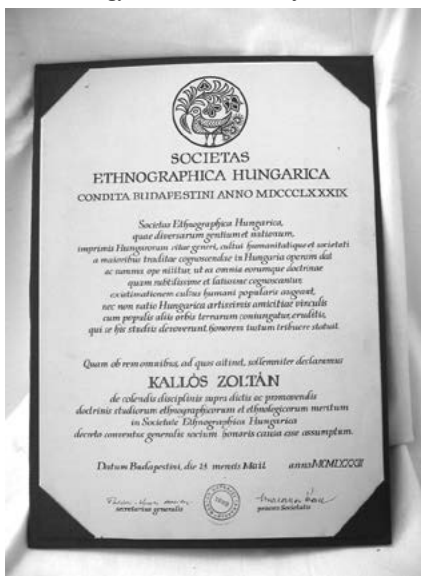 SOCIETAS
ETHNOGRAPHICA HUNGARICA
CONDITA BUDAPESTINI ANNO MDCCCLXXXIX
Societas Ethnographica Hungarica,
quae diversarum gentium et nationum,
imprimis Hungarorum vitae generi, cultui humanitatique et societati
a maioribus traditae cognoscendae in Hungaria operam dat
ac summa ope nititur, ut ea omnia eorumque doctrinae
quam subtilissime et latissime cognoscantur,
existimationem cultus humani popularis augeant,
nec non ratio Hungarica artissimis amicitiae vinculis
cum populis aliis orbis terrarum coniungatur, eruditis,
qui se his studiis devoverunt honorem iustum tribuere statuit.
Quam ob rem omnibus, ad quos attinet, sollemniter declaramus
KALLÓS ZOLTÁN
de colendis disciplinis supra dictis ac promovendis
doctrinis studiorum ethnographicorum et ethnologicorum meritum
in Societate Ethnographica Hungarica
decreto conventus generalis socium honoris causa esse assumptum.
Datum Budapestini, die 25 mensis Maii anno MCMLXXXII
secretarius generalis praeses Societatis